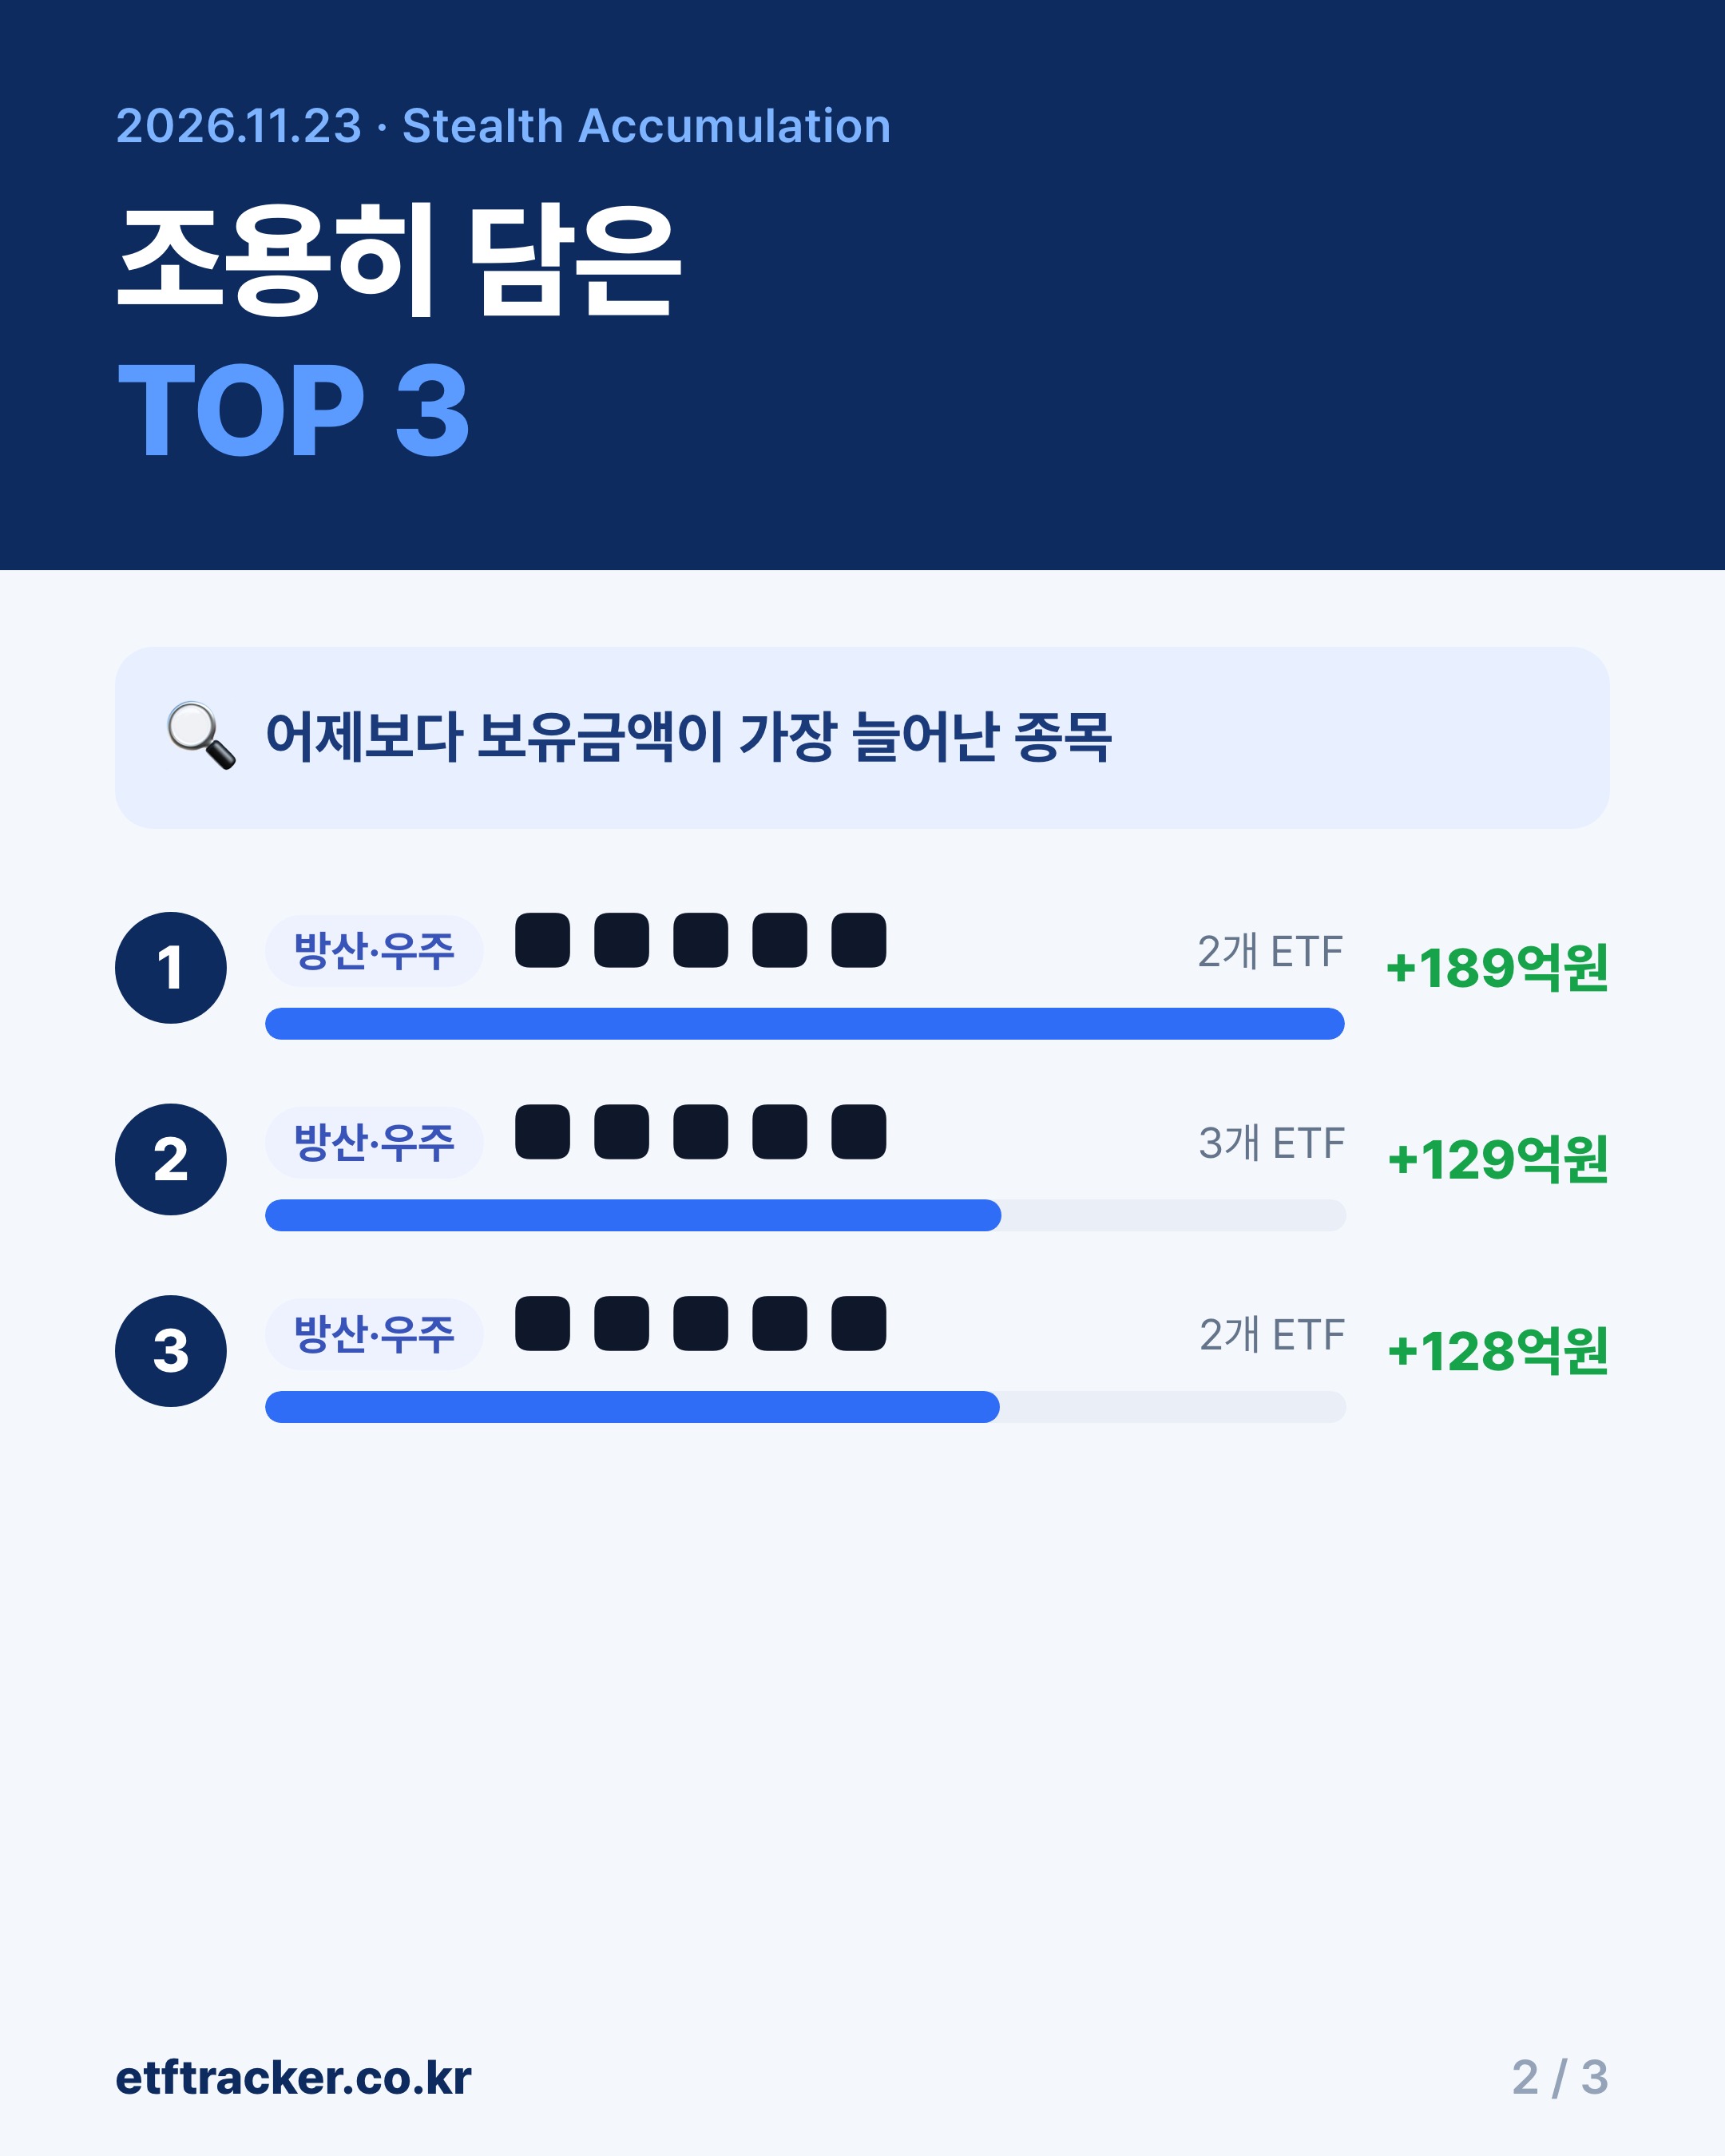 2026.11.23 · Stealth Accumulation
조용히 담은
TOP 3
어제보다 보유금액이 가장 늘어난 종목
1 방산·우주 2개 ETF +189억원
2 방산·우주 3개 ETF +129억원
3 방산·우주 2개 ETF +128억원
etftracker.co.kr 2 / 3